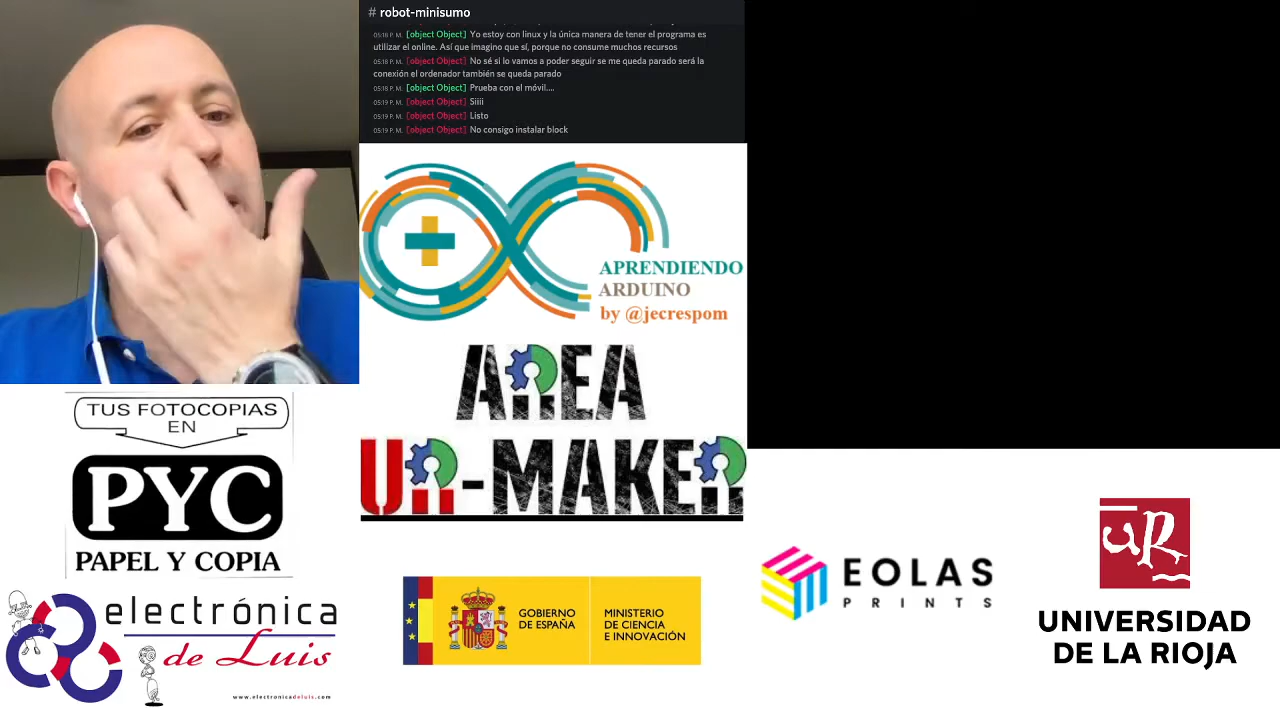 # robot-minisumo
05:18 P. M. [object Object] Yo estoy con linux y la única manera de tener el programa es
utilizar el online. Así que imagino que sí, porque no consume muchos recursos
05:18 P. M. [object Object] No sé si lo vamos a poder seguir se me queda parado será la
conexión el ordenador también se queda parado
05:18 P. M. [object Object] Prueba con el móvil....
05:19 P. M. [object Object] Siiii
05:19 P. M. [object Object] Listo
05:19 P. M. [object Object] No consigo instalar block
APRENDIENDO
ARDUINO
by @jecrespom
AREA
UR-MAKER
TUS FOTOCOPIAS
EN
PYC
PAPEL Y COPIA
electrónica
de Luis
www.electronicadeluis.com
GOBIERNO
DE ESPAÑA
MINISTERIO
DE CIENCIA
E INNOVACIÓN
EOLAS
PRINTS
UR
UNIVERSIDAD
DE LA RIOJA